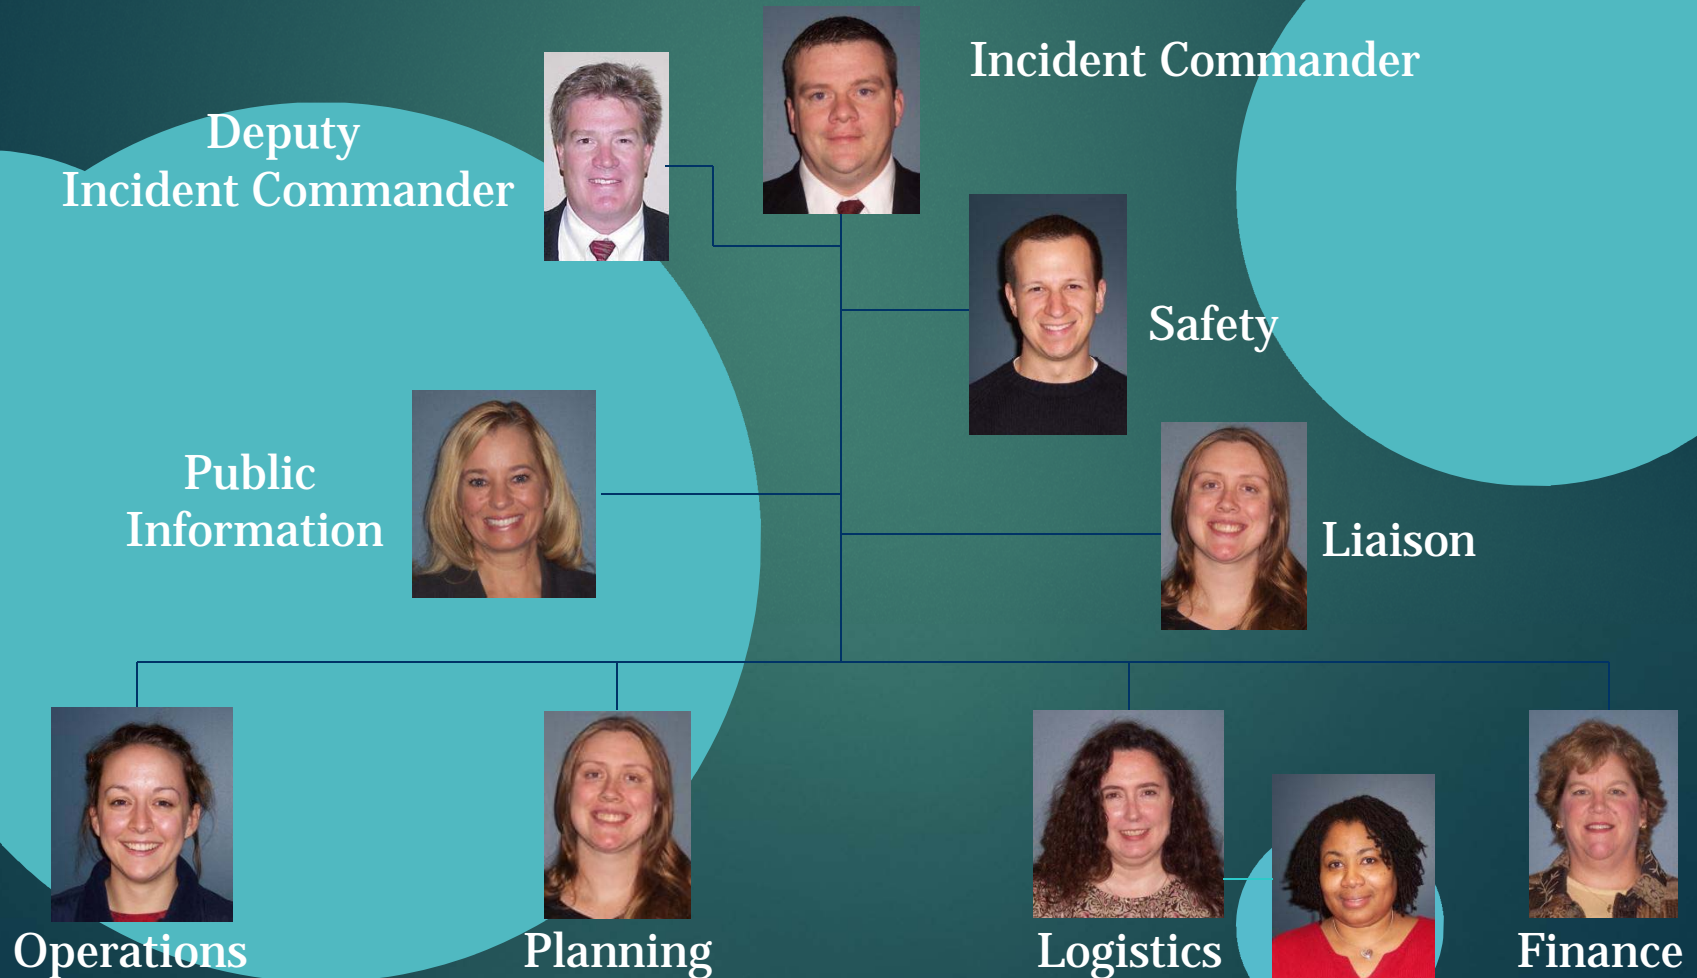 Incident Commander
Deputy
Incident Commander
Safety
Public
Information
Liaison
Operations
Planning
Logistics
Finance